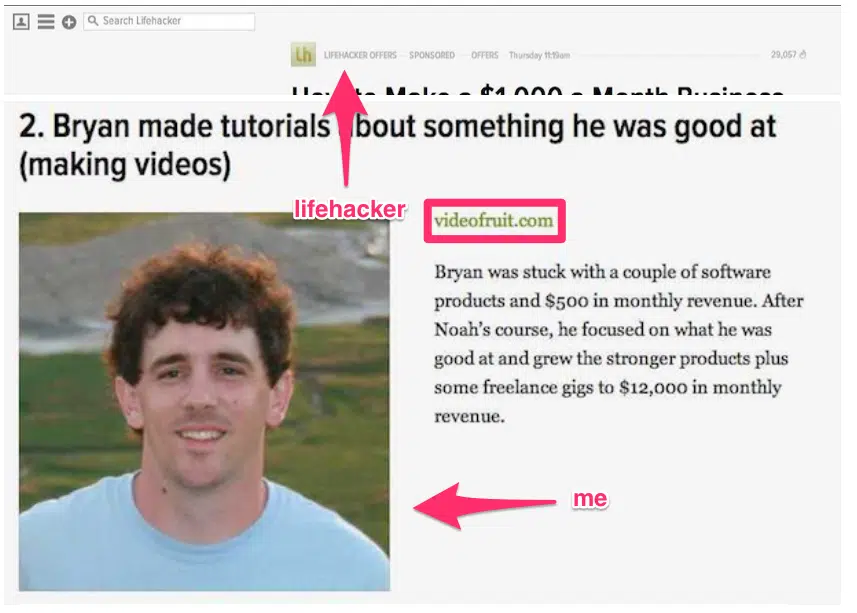 Search Lifehacker
lh LIFEHACKER OFFERS SPONSORED OFFERS Thursday 11:19am 29,057
How to Make a $1,000 a Month Business
2. Bryan made tutorials about something he was good at
(making videos)
lifehacker
videofruit.com
Bryan was stuck with a couple of software
products and $500 in monthly revenue. After
Noah's course, he focused on what he was
good at and grew the stronger products plus
some freelance gigs to $12,000 in monthly
revenue.
me